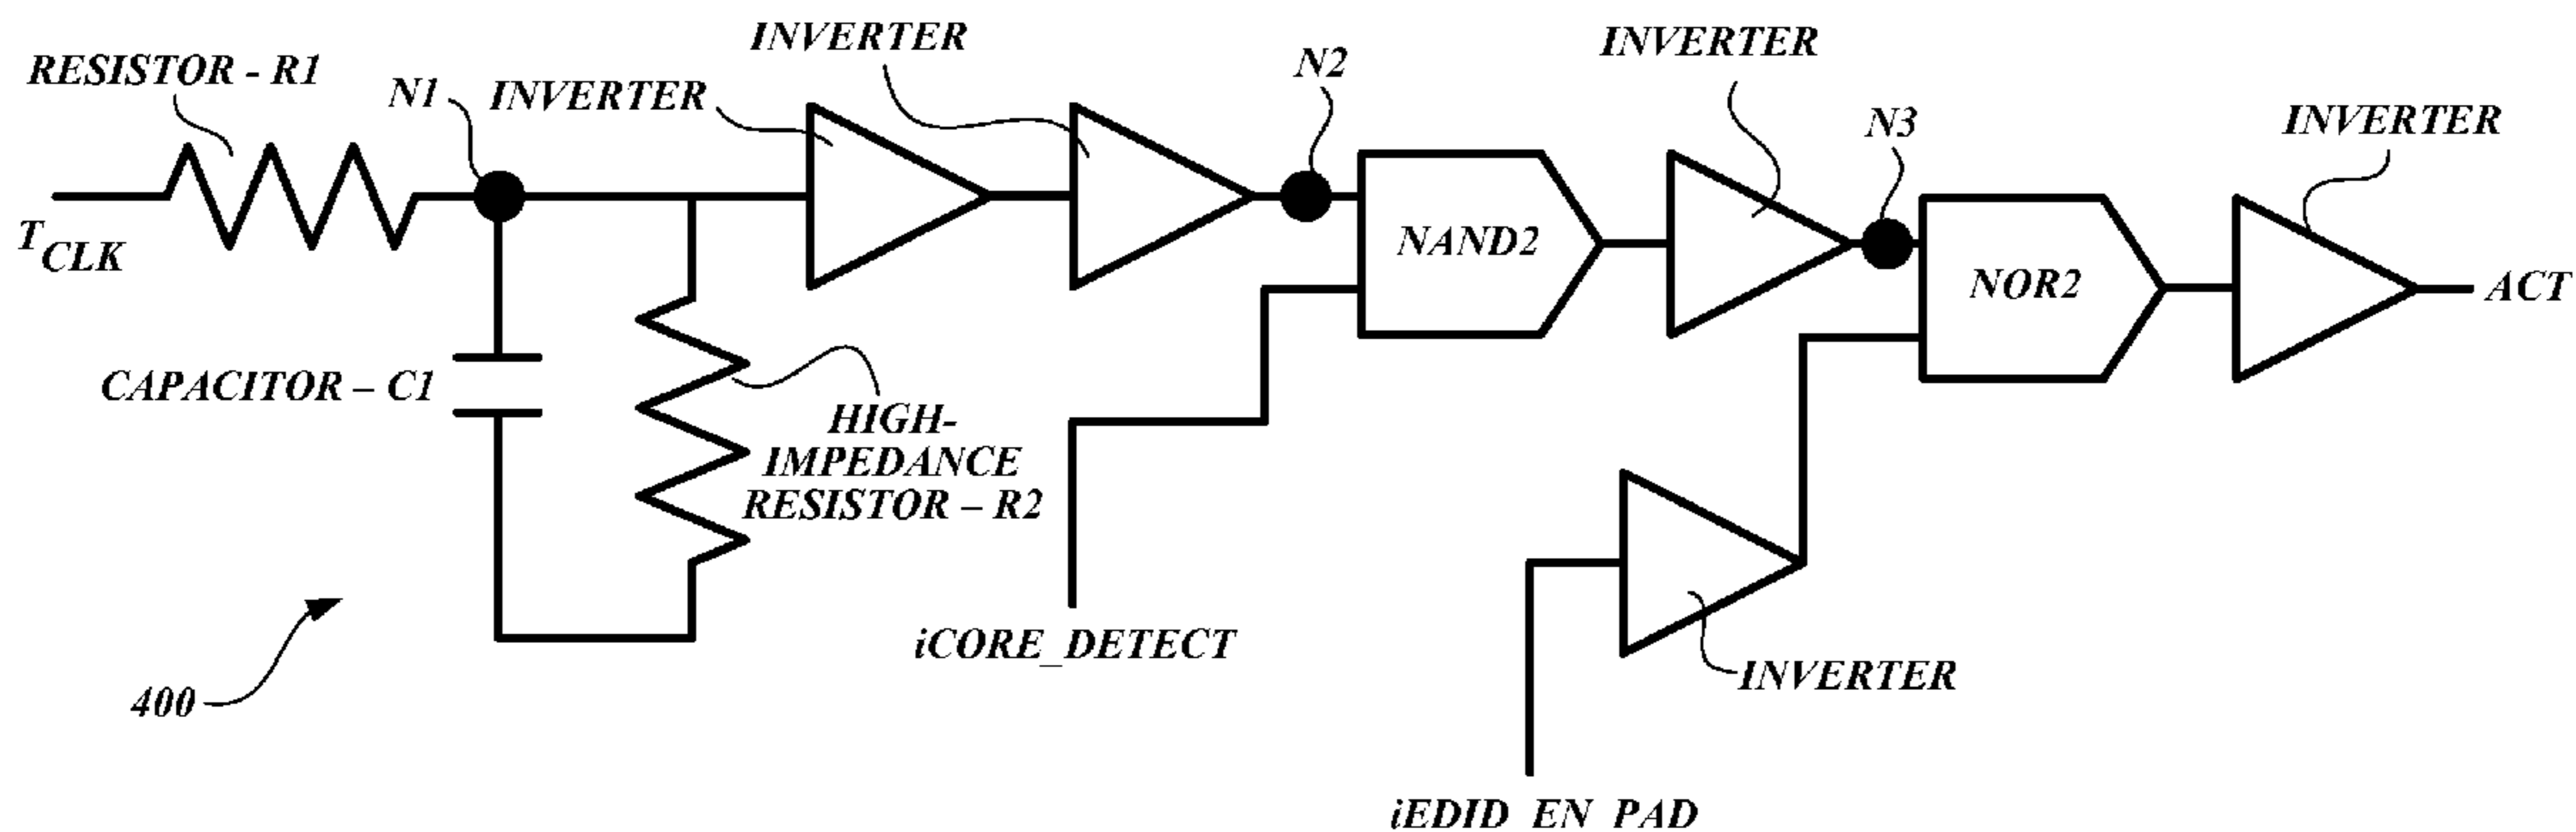 INVERTER
INVERTER
RESISTOR - R1
N1
INVERTER
N2
N3
INVERTER
TCLK
NAND2
NOR2
ACT
CAPACITOR – C1
HIGH-
IMPEDANCE
RESISTOR – R2
iCORE_DETECT
400
INVERTER
iEDID_EN_PAD